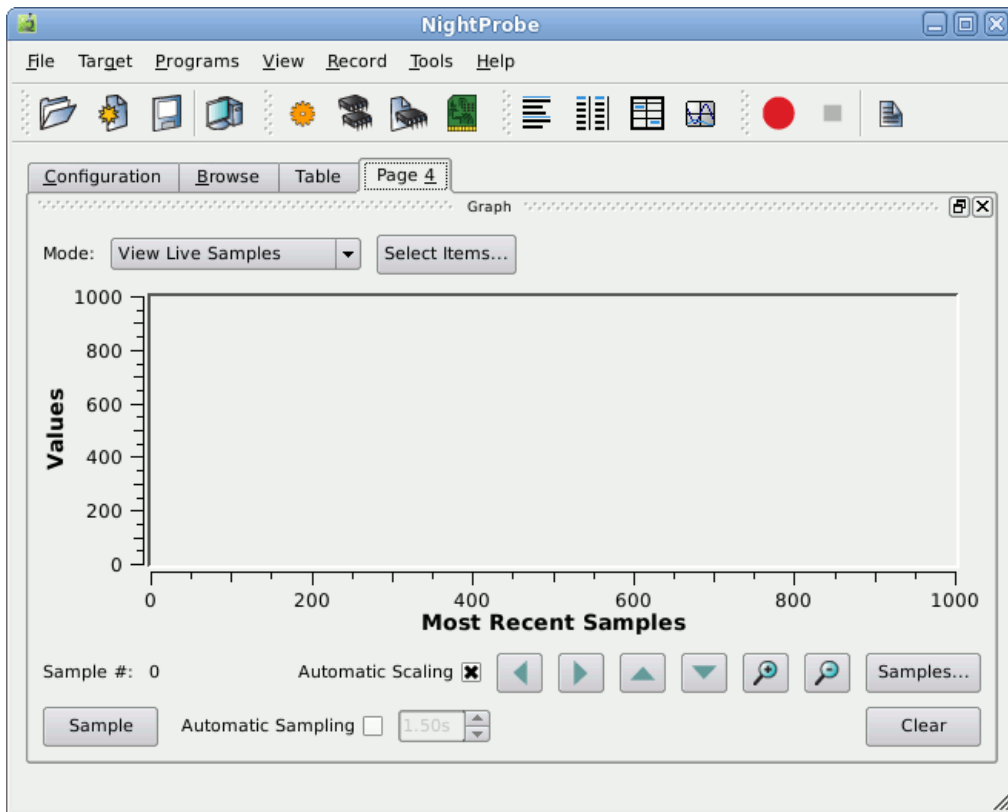 NightProbe
File Target Programs View Record Tools Help
Configuration Browse Table Page 4
Graph
Mode: View Live Samples Select Items...
1000
800
600
400
200
0
Values
0 200 400 600 800 1000
Most Recent Samples
Sample #: 0 Automatic Scaling Samples...
Sample Automatic Sampling 1.50s Clear